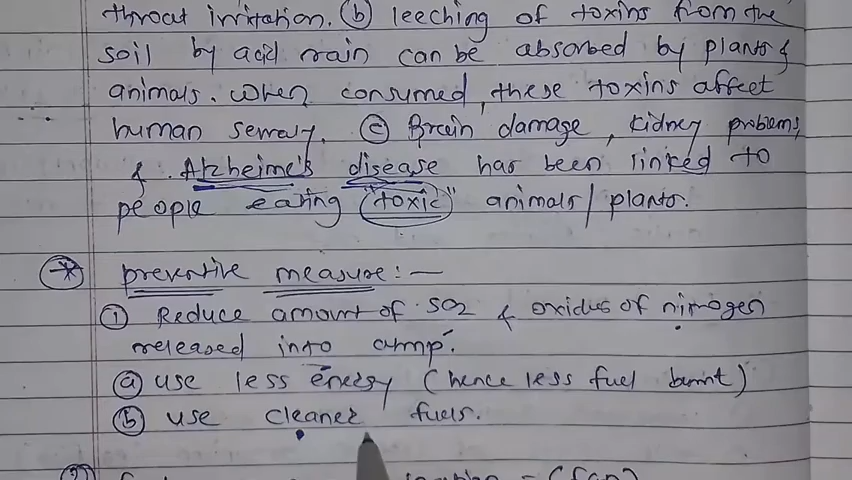 throat irritation. (b) leeching of toxins from the
soil by acid rain can be absorbed by plants &
animals. When consumed, these toxins affect
human serevely. (c) Brain damage, kidney problems
& Alzheime's disease has been linked to
people eating "toxic" animals/plants.
* preventive measure:—
(1) Reduce amount of SO2 & oxides of nitrogen
released into atmp.
(a) use less energy (hence less fuel burnt)
(b) use cleaner fuels.
(2)